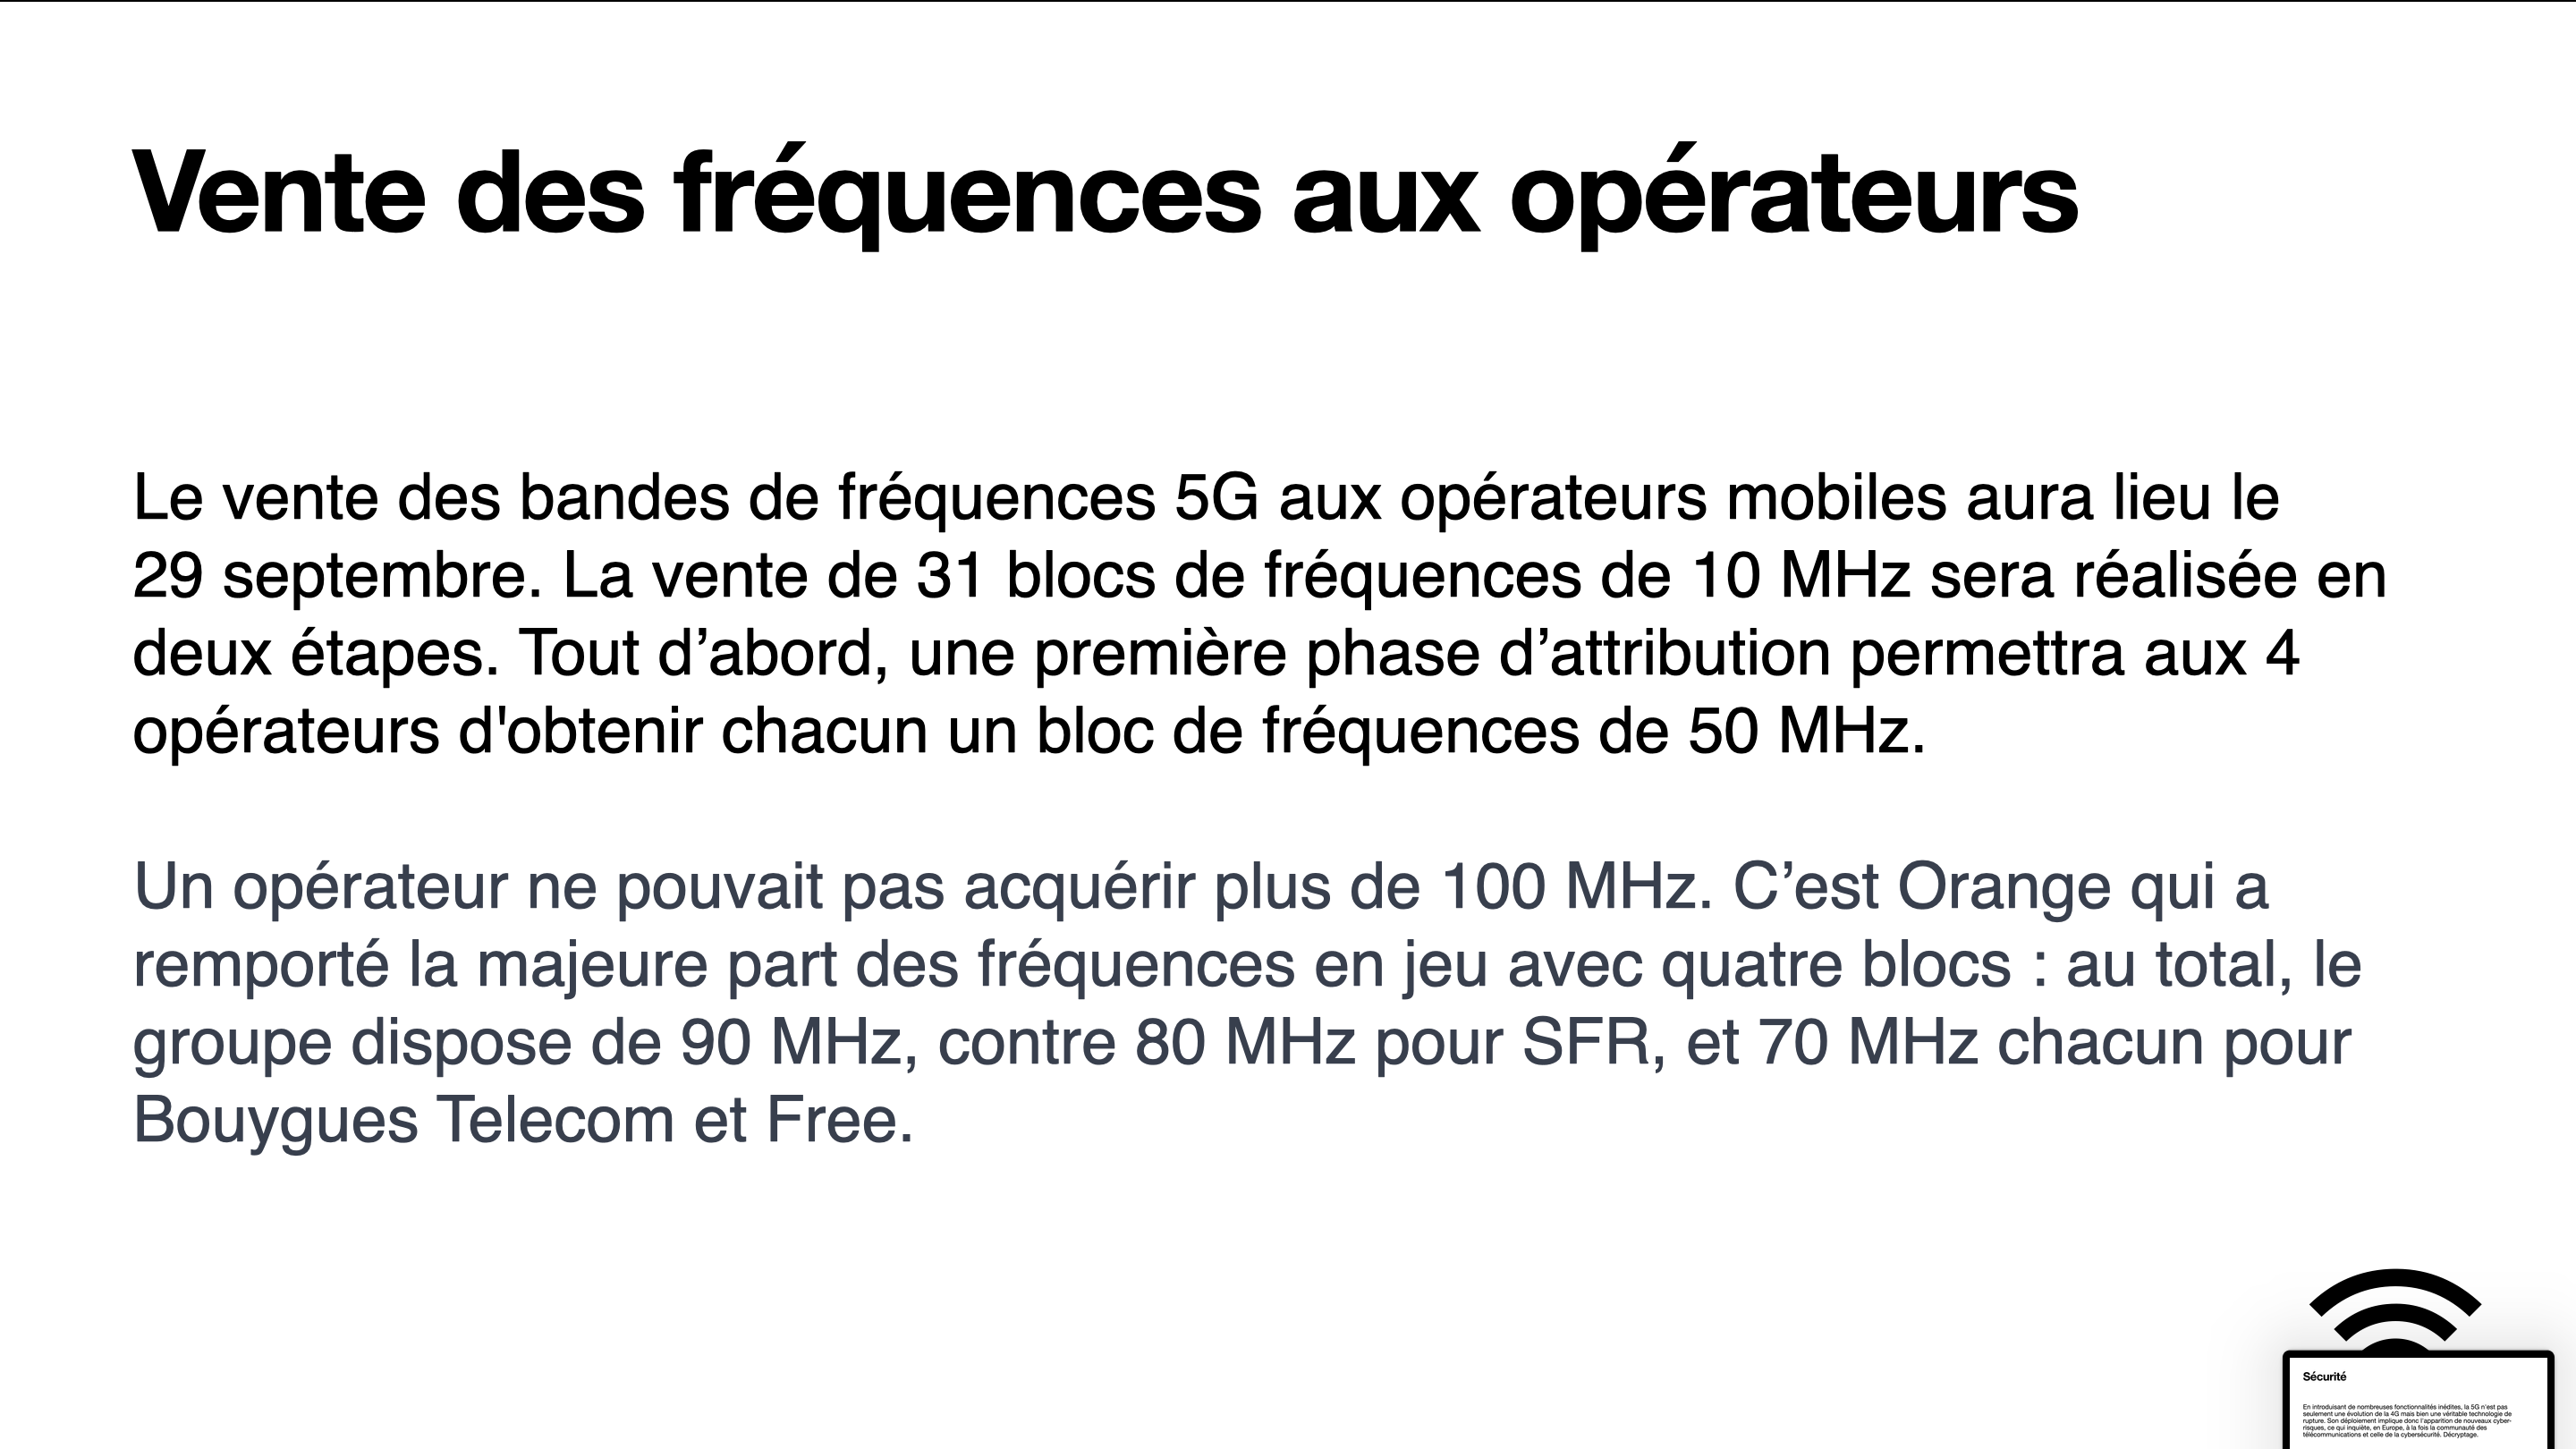 Vente des fréquences aux opérateurs
Le vente des bandes de fréquences 5G aux opérateurs mobiles aura lieu le
29 septembre. La vente de 31 blocs de fréquences de 10 MHz sera réalisée en
deux étapes. Tout d’abord, une première phase d’attribution permettra aux 4
opérateurs d'obtenir chacun un bloc de fréquences de 50 MHz.
Un opérateur ne pouvait pas acquérir plus de 100 MHz. C’est Orange qui a
remporté la majeure part des fréquences en jeu avec quatre blocs : au total, le
groupe dispose de 90 MHz, contre 80 MHz pour SFR, et 70 MHz chacun pour
Bouygues Telecom et Free.
Sécurité
En introduisant de nombreuses fonctionnalités inédites, la 5G n’est pas
seulement une évolution de la 4G mais bien une véritable technologie de
rupture. Son déploiement implique donc l’apparition de nouveaux cyber-
risques, ce qui inquiète, en Europe, à la fois la communauté des
télécommunications et celle de la cybersécurité. Décryptage.